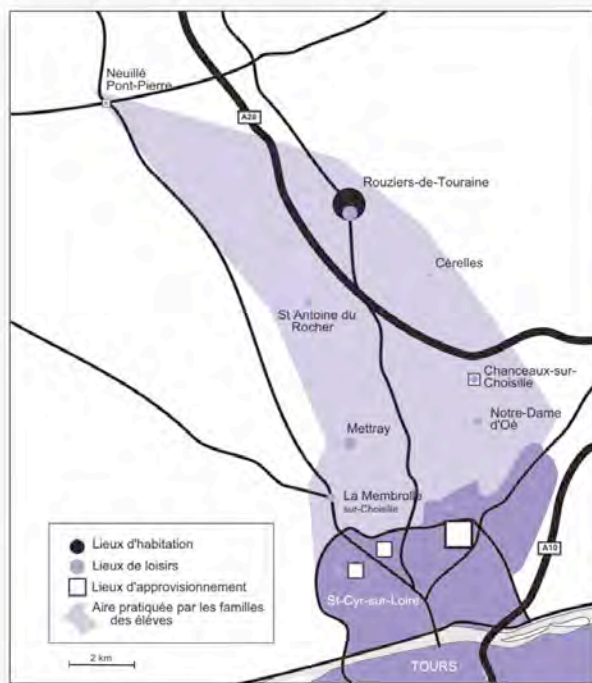 Neuillé
Pont-Pierre
A28
Rouziers-de-Touraine
Cérelles
St Antoine du
Rocher
Chanceaux-sur-
Choisille
Notre-Dame
d'Oé
Mettray
La Membrolle
sur-Choisille
A10
St-Cyr-sur-Loire
TOURS
Lieux d'habitation
Lieux de loisirs
Lieux d'approvisionnement
Aire pratiquée par les familles
des élèves
2 km